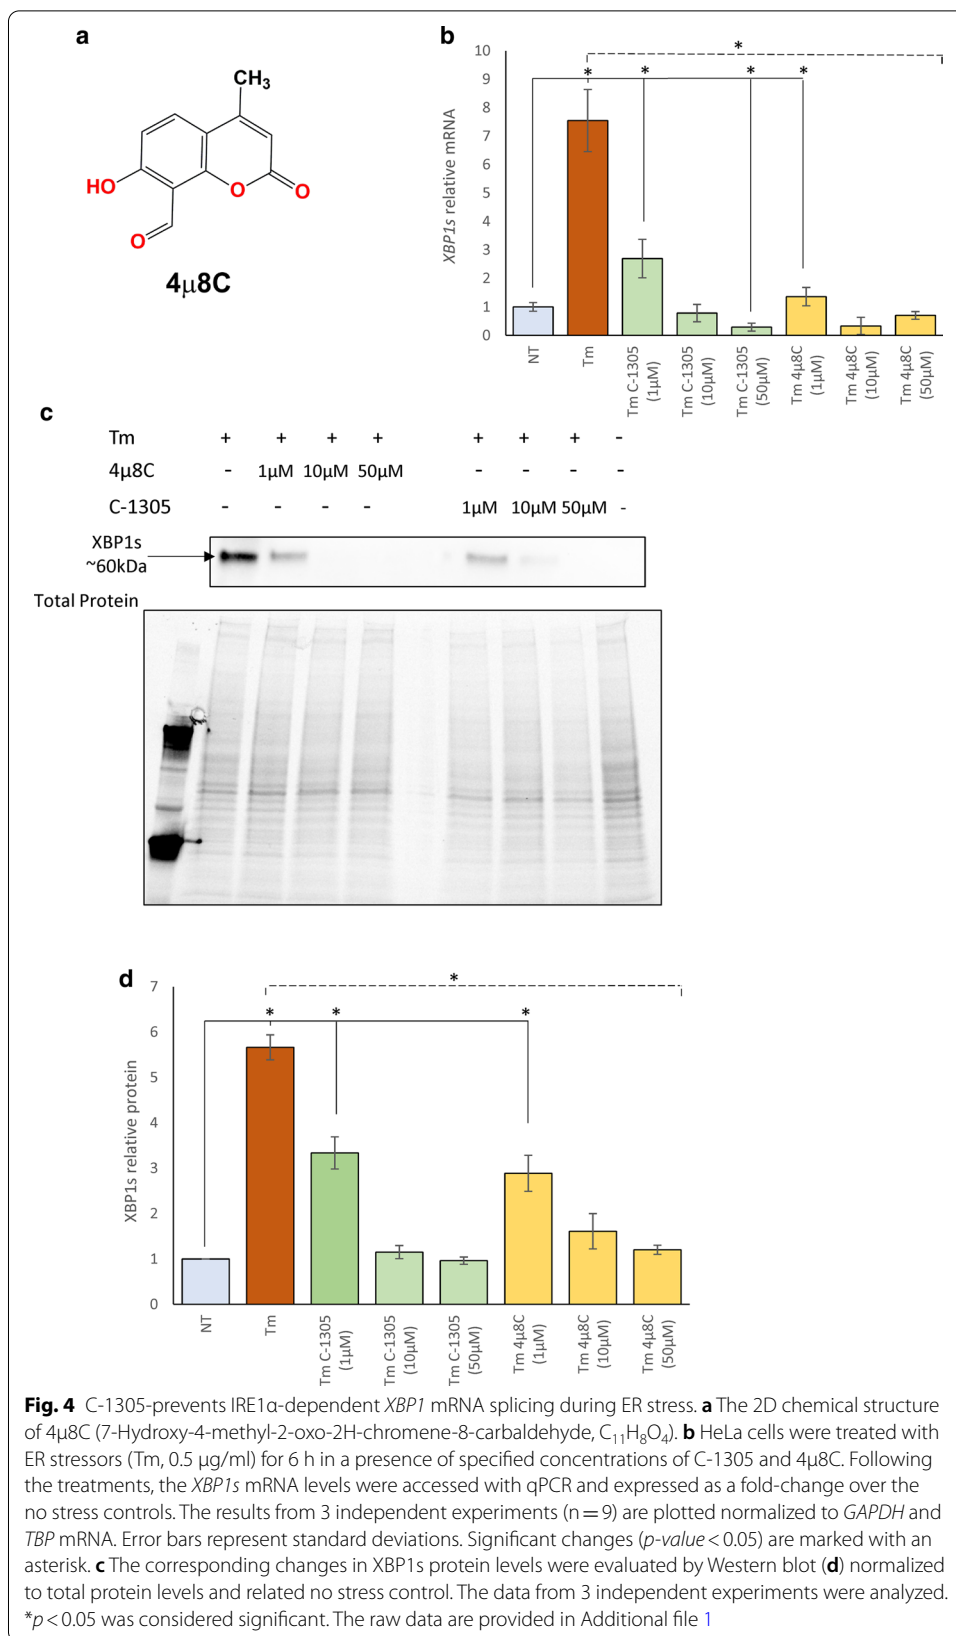 a
CH₃
HO
O
O
O
4μ8C
b
XBP1s relative mRNA
10
9
8
7
6
5
4
3
2
1
0
*
* * * *
NT
Tm
Tm C-1305
(1μM)
Tm C-1305
(10μM)
Tm C-1305
(50μM)
Tm 4μ8C
(1μM)
Tm 4μ8C
(10μM)
Tm 4μ8C
(50μM)
c
Tm + + + + + + + -
4μ8C - 1μM 10μM 50μM - - - -
C-1305 - - - - 1μM 10μM 50μM -
XBP1s
~60kDa
Total Protein
d
XBP1s relative protein
7
6
5
4
3
2
1
0
*
* * *
NT
Tm
Tm C-1305
(1μM)
Tm C-1305
(10μM)
Tm C-1305
(50μM)
Tm 4μ8C
(1μM)
Tm 4μ8C
(10μM)
Tm 4μ8C
(50μM)
Fig. 4 C-1305-prevents IRE1α-dependent XBP1 mRNA splicing during ER stress. a The 2D chemical structure
of 4μ8C (7-Hydroxy-4-methyl-2-oxo-2H-chromene-8-carbaldehyde, C₁₁H₈O₄). b HeLa cells were treated with
ER stressors (Tm, 0.5 μg/ml) for 6 h in a presence of specified concentrations of C-1305 and 4μ8C. Following
the treatments, the XBP1s mRNA levels were accessed with qPCR and expressed as a fold-change over the
no stress controls. The results from 3 independent experiments (n = 9) are plotted normalized to GAPDH and
TBP mRNA. Error bars represent standard deviations. Significant changes (p-value < 0.05) are marked with an
asterisk. c The corresponding changes in XBP1s protein levels were evaluated by Western blot (d) normalized
to total protein levels and related no stress control. The data from 3 independent experiments were analyzed.
*p < 0.05 was considered significant. The raw data are provided in Additional file 1